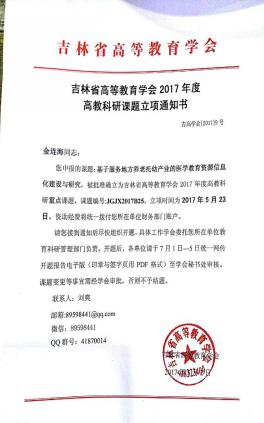 吉林省高等教育学会
吉林省高等教育学会 2017 年度
高教科研课题立项通知书
吉高学会[2017]9 号
金连海同志:
您申报的课题:基于服务地方养老托幼产业的医学教育资源信息
化建设与研究,被批准确立为吉林省高等教育学会 2017 年度高教科
研重点课题,课题编号:JGJX2017B25,立项时间为 2017 年 5 月 23
日,资助经费将统一拨付您所在单位财务部门账户。
请您接到通知后尽快组织开题,具体工作学会委托您所在单位教
育科研管理部门负责。开题后,各单位请于 7 月 1 日—5 日统一网传
开题报告电子版(印章与签字页用 PDF 格式)至学会秘书处审核。
课题变更等事宜需经学会审批,否则不予结题。
联系人:刘爽
邮箱:89598441@qq.com
微信:89598441
QQ 群号:41870014
吉林省高等教育学会